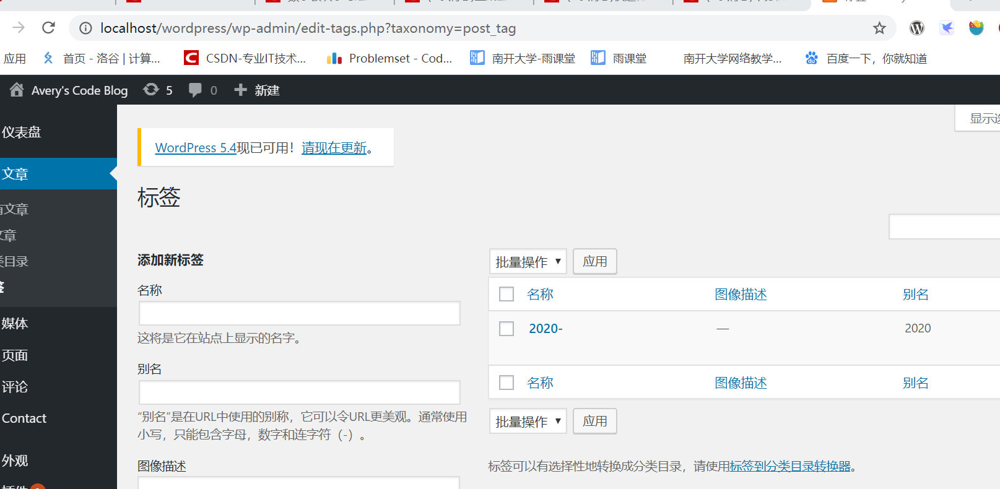 localhost/wordpress/wp-admin/edit-tags.php?taxonomy=post_tag
应用 首页 - 洛谷 | 计算... CSDN-专业IT技术... Problemset - Cod... 南开大学-雨课堂 雨课堂 南开大学网络教学... 百度一下，你就知道
Avery's Code Blog 5 0 新建
显示
仪表盘
WordPress 5.4现已可用！请现在更新。
文章
标签
有文章
文章
类目录
签
媒体
页面
评论
Contact
外观
插件
添加新标签
名称
这将是它在站点上显示的名字。
别名
“别名”是在URL中使用的别称，它可以令URL更美观。通常使用
小写，只能包含字母，数字和连字符（-）。
图像描述
批量操作 应用
名称 图像描述 别名
2020- — 2020
名称 图像描述 别名
批量操作 应用
标签可以有选择性地转换成分类目录，请使用标签到分类目录转换器。